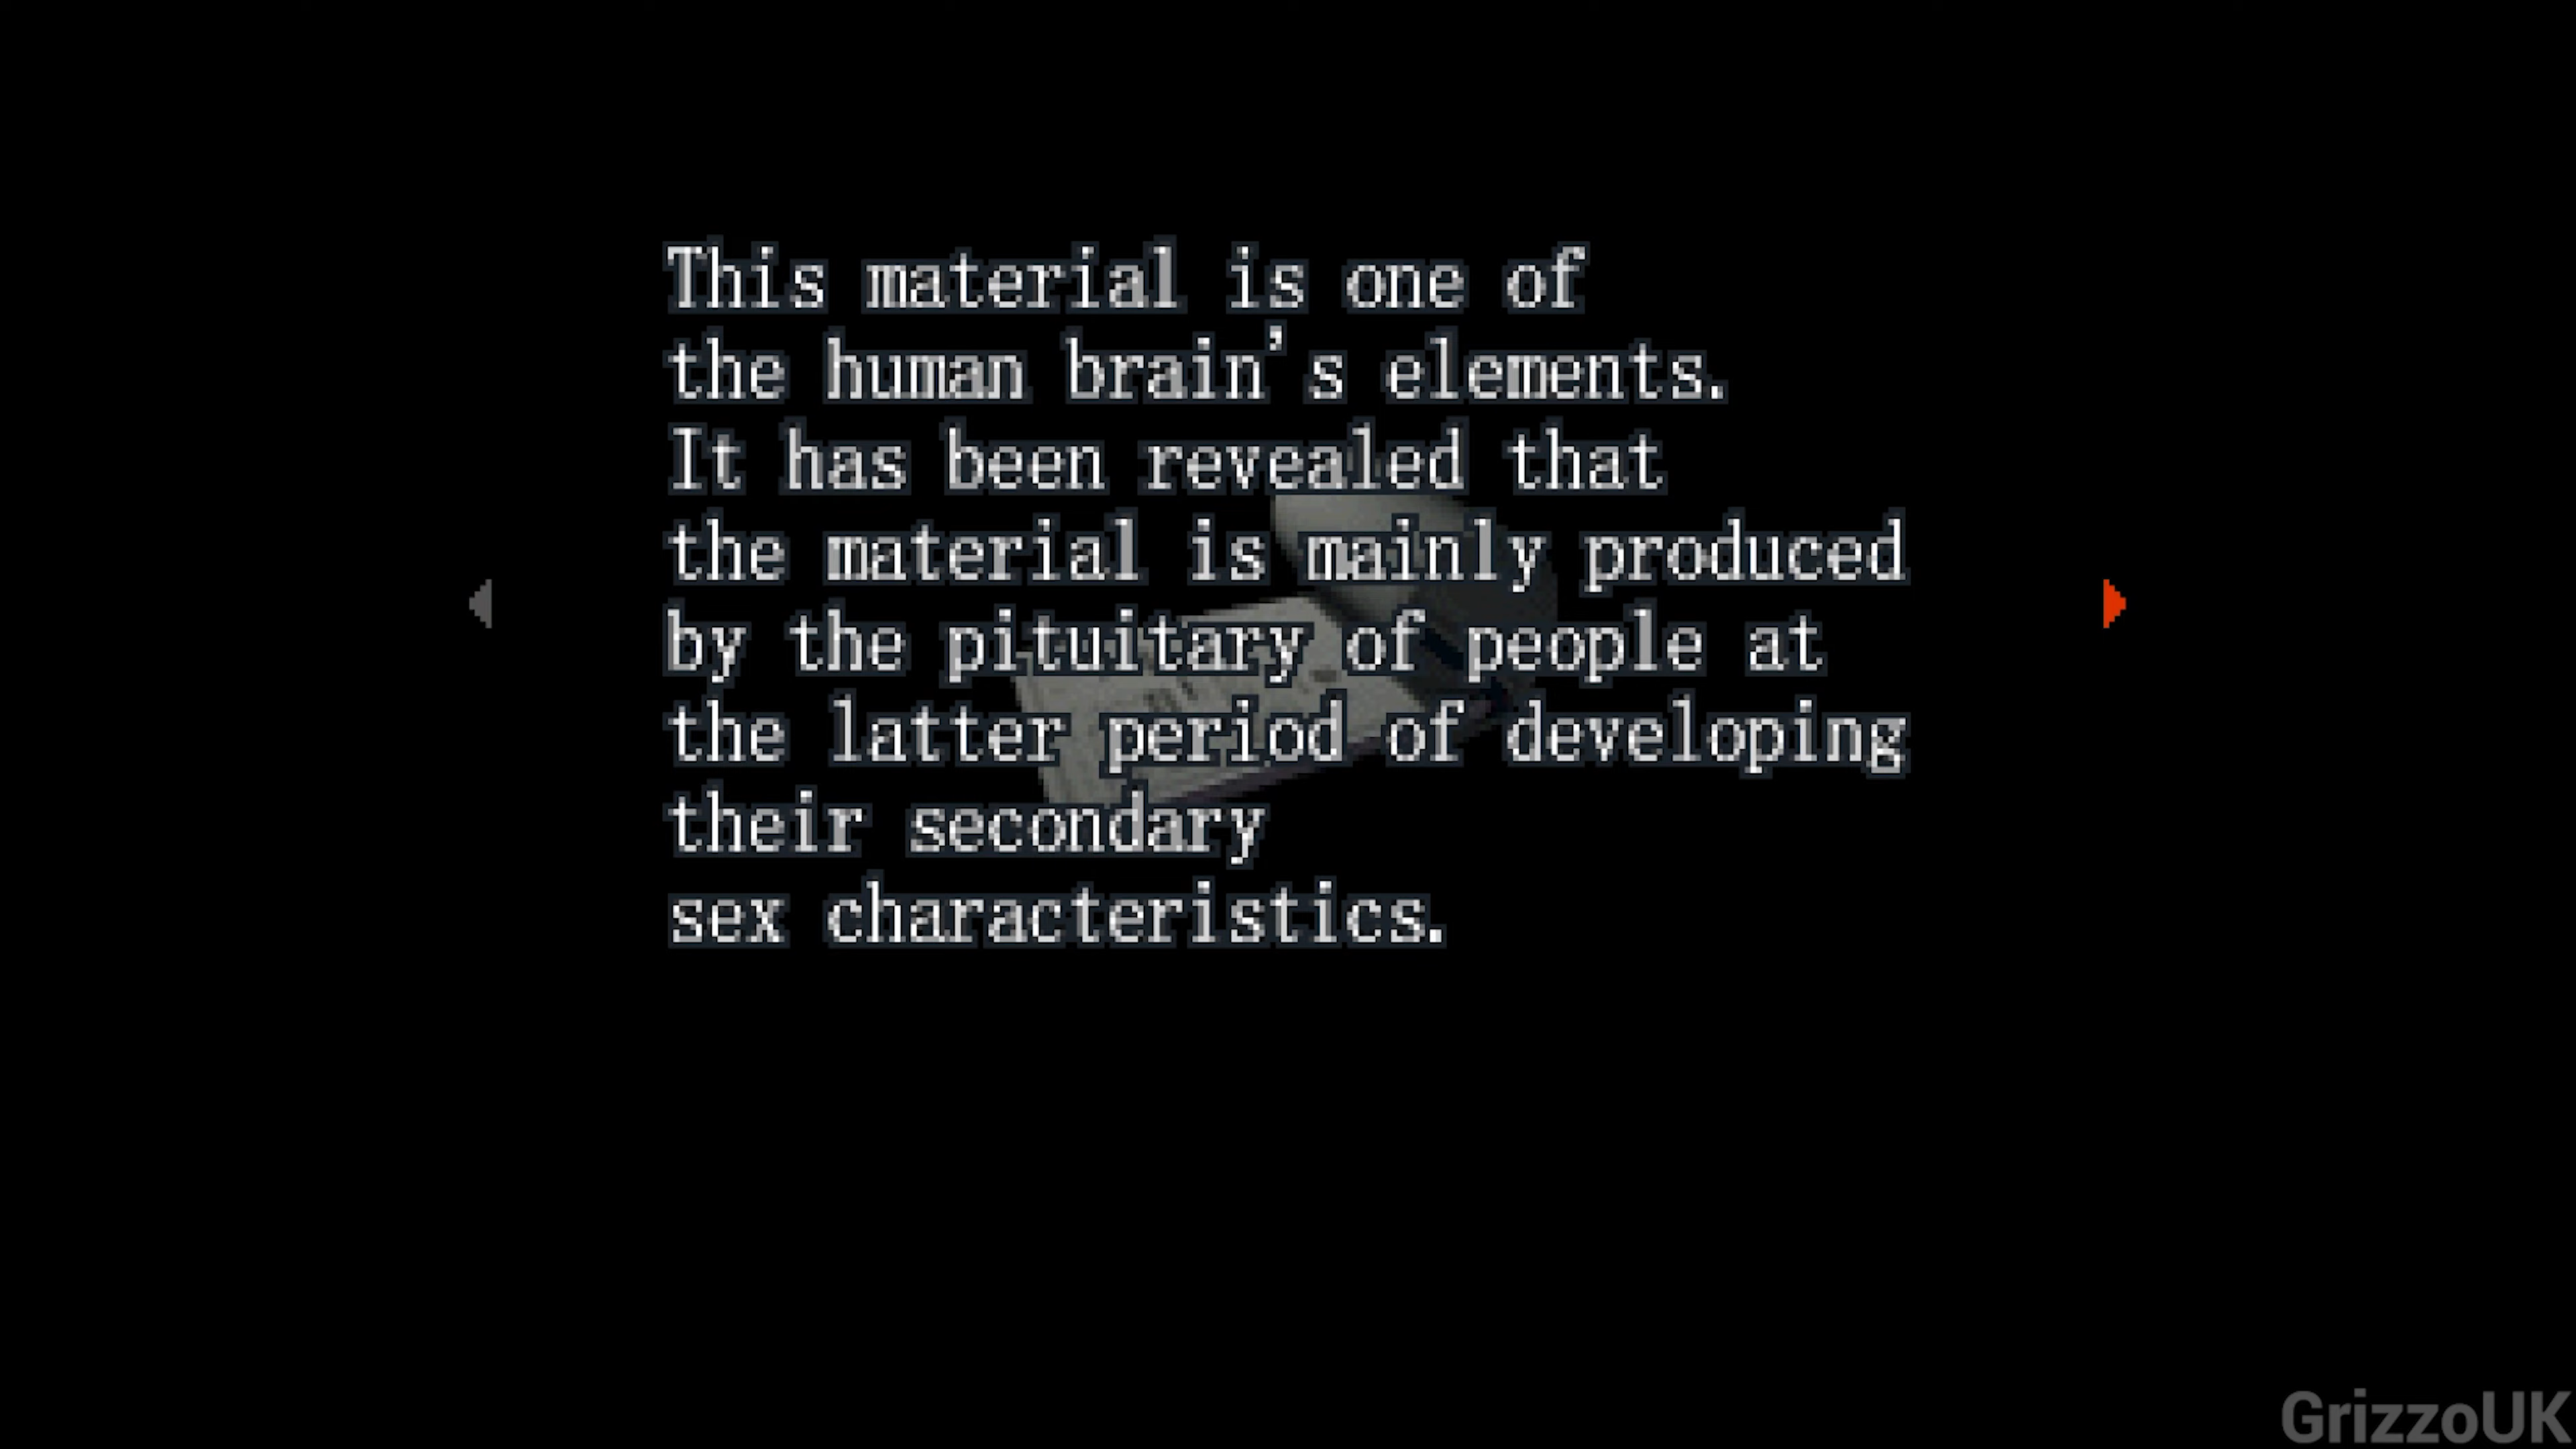 This material is one of
the human brain's elements.
It has been revealed that
the material is mainly produced
by the pituitary of people at
the latter period of developing
their secondary
sex characteristics.
GrizzoUK